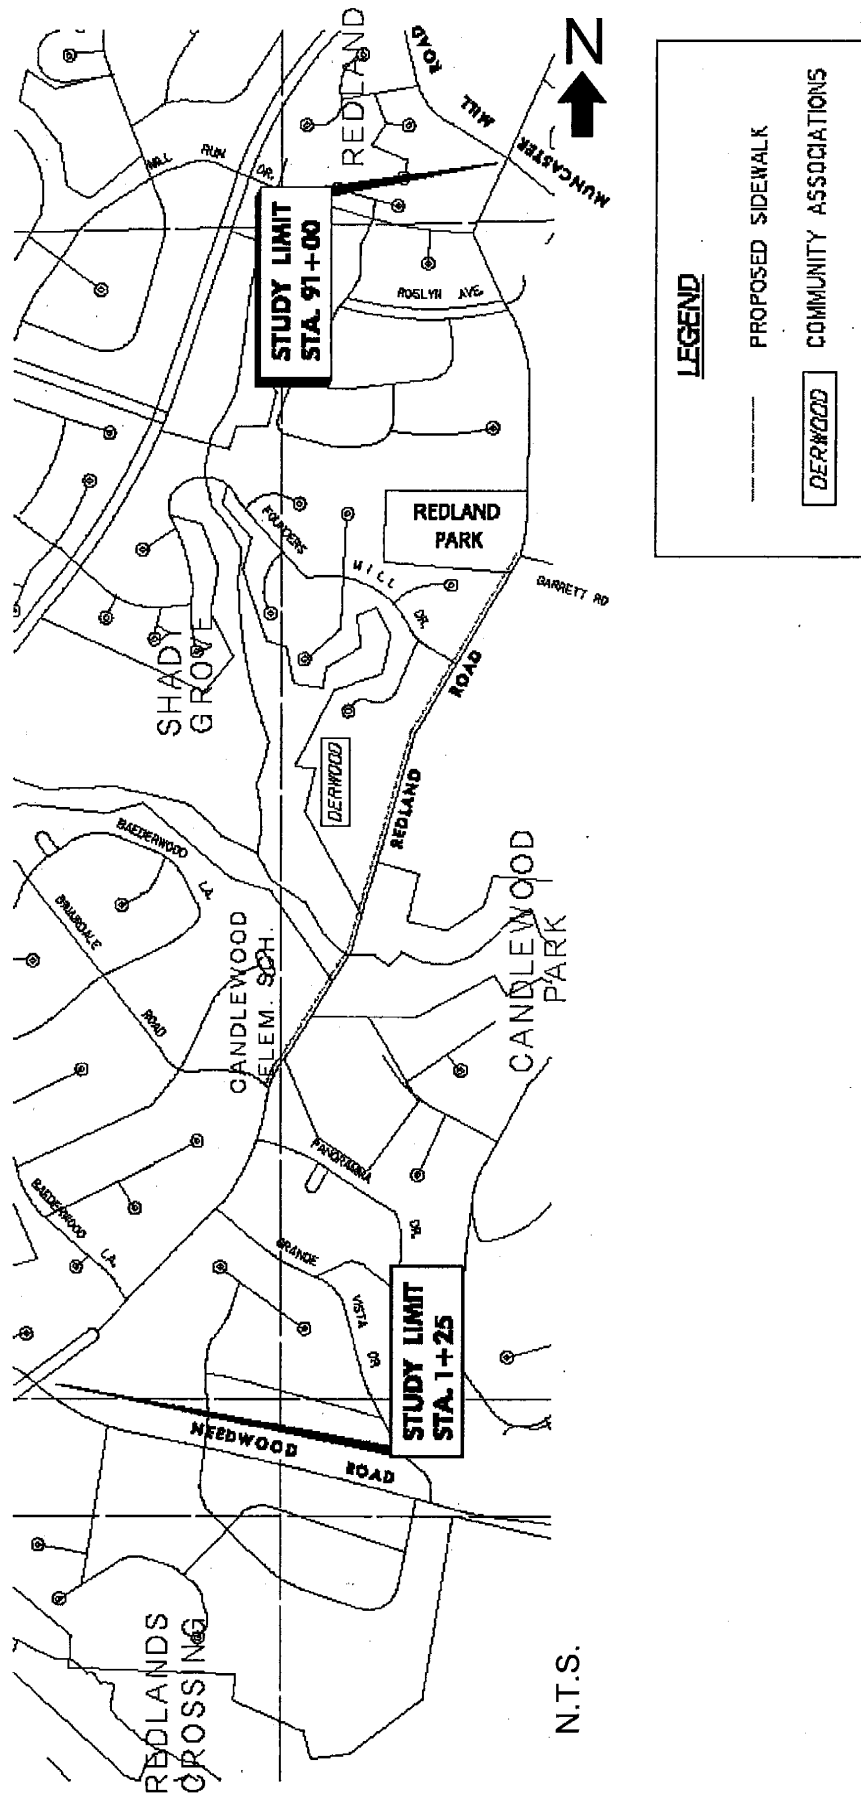 REDLAND
MUNCASTER
MILL
ROAD
N
MILL RUN DR.
STUDY LIMIT
STA. 91+00
ROSLYN AVE.
REDLAND
PARK
FOUNDERS
MILL
DR.
GARRETT RD
SHADY
GROVE
REDLAND
ROAD
DERWOOD
BAEDERWOOD
LA.
BRIARDALE
ROAD
CANDLEWOOD
ELEM. SCH.
CANDLEWOOD
PARK
PANORAMA
DR.
BAEDERWOOD
LA.
GRANDE
VISTA
DR.
STUDY LIMIT
STA. 1+25
NEEDWOOD
ROAD
REDLANDS
CROSSING
N.T.S.
LEGEND
PROPOSED SIDEWALK
DERWOOD COMMUNITY ASSOCIATIONS